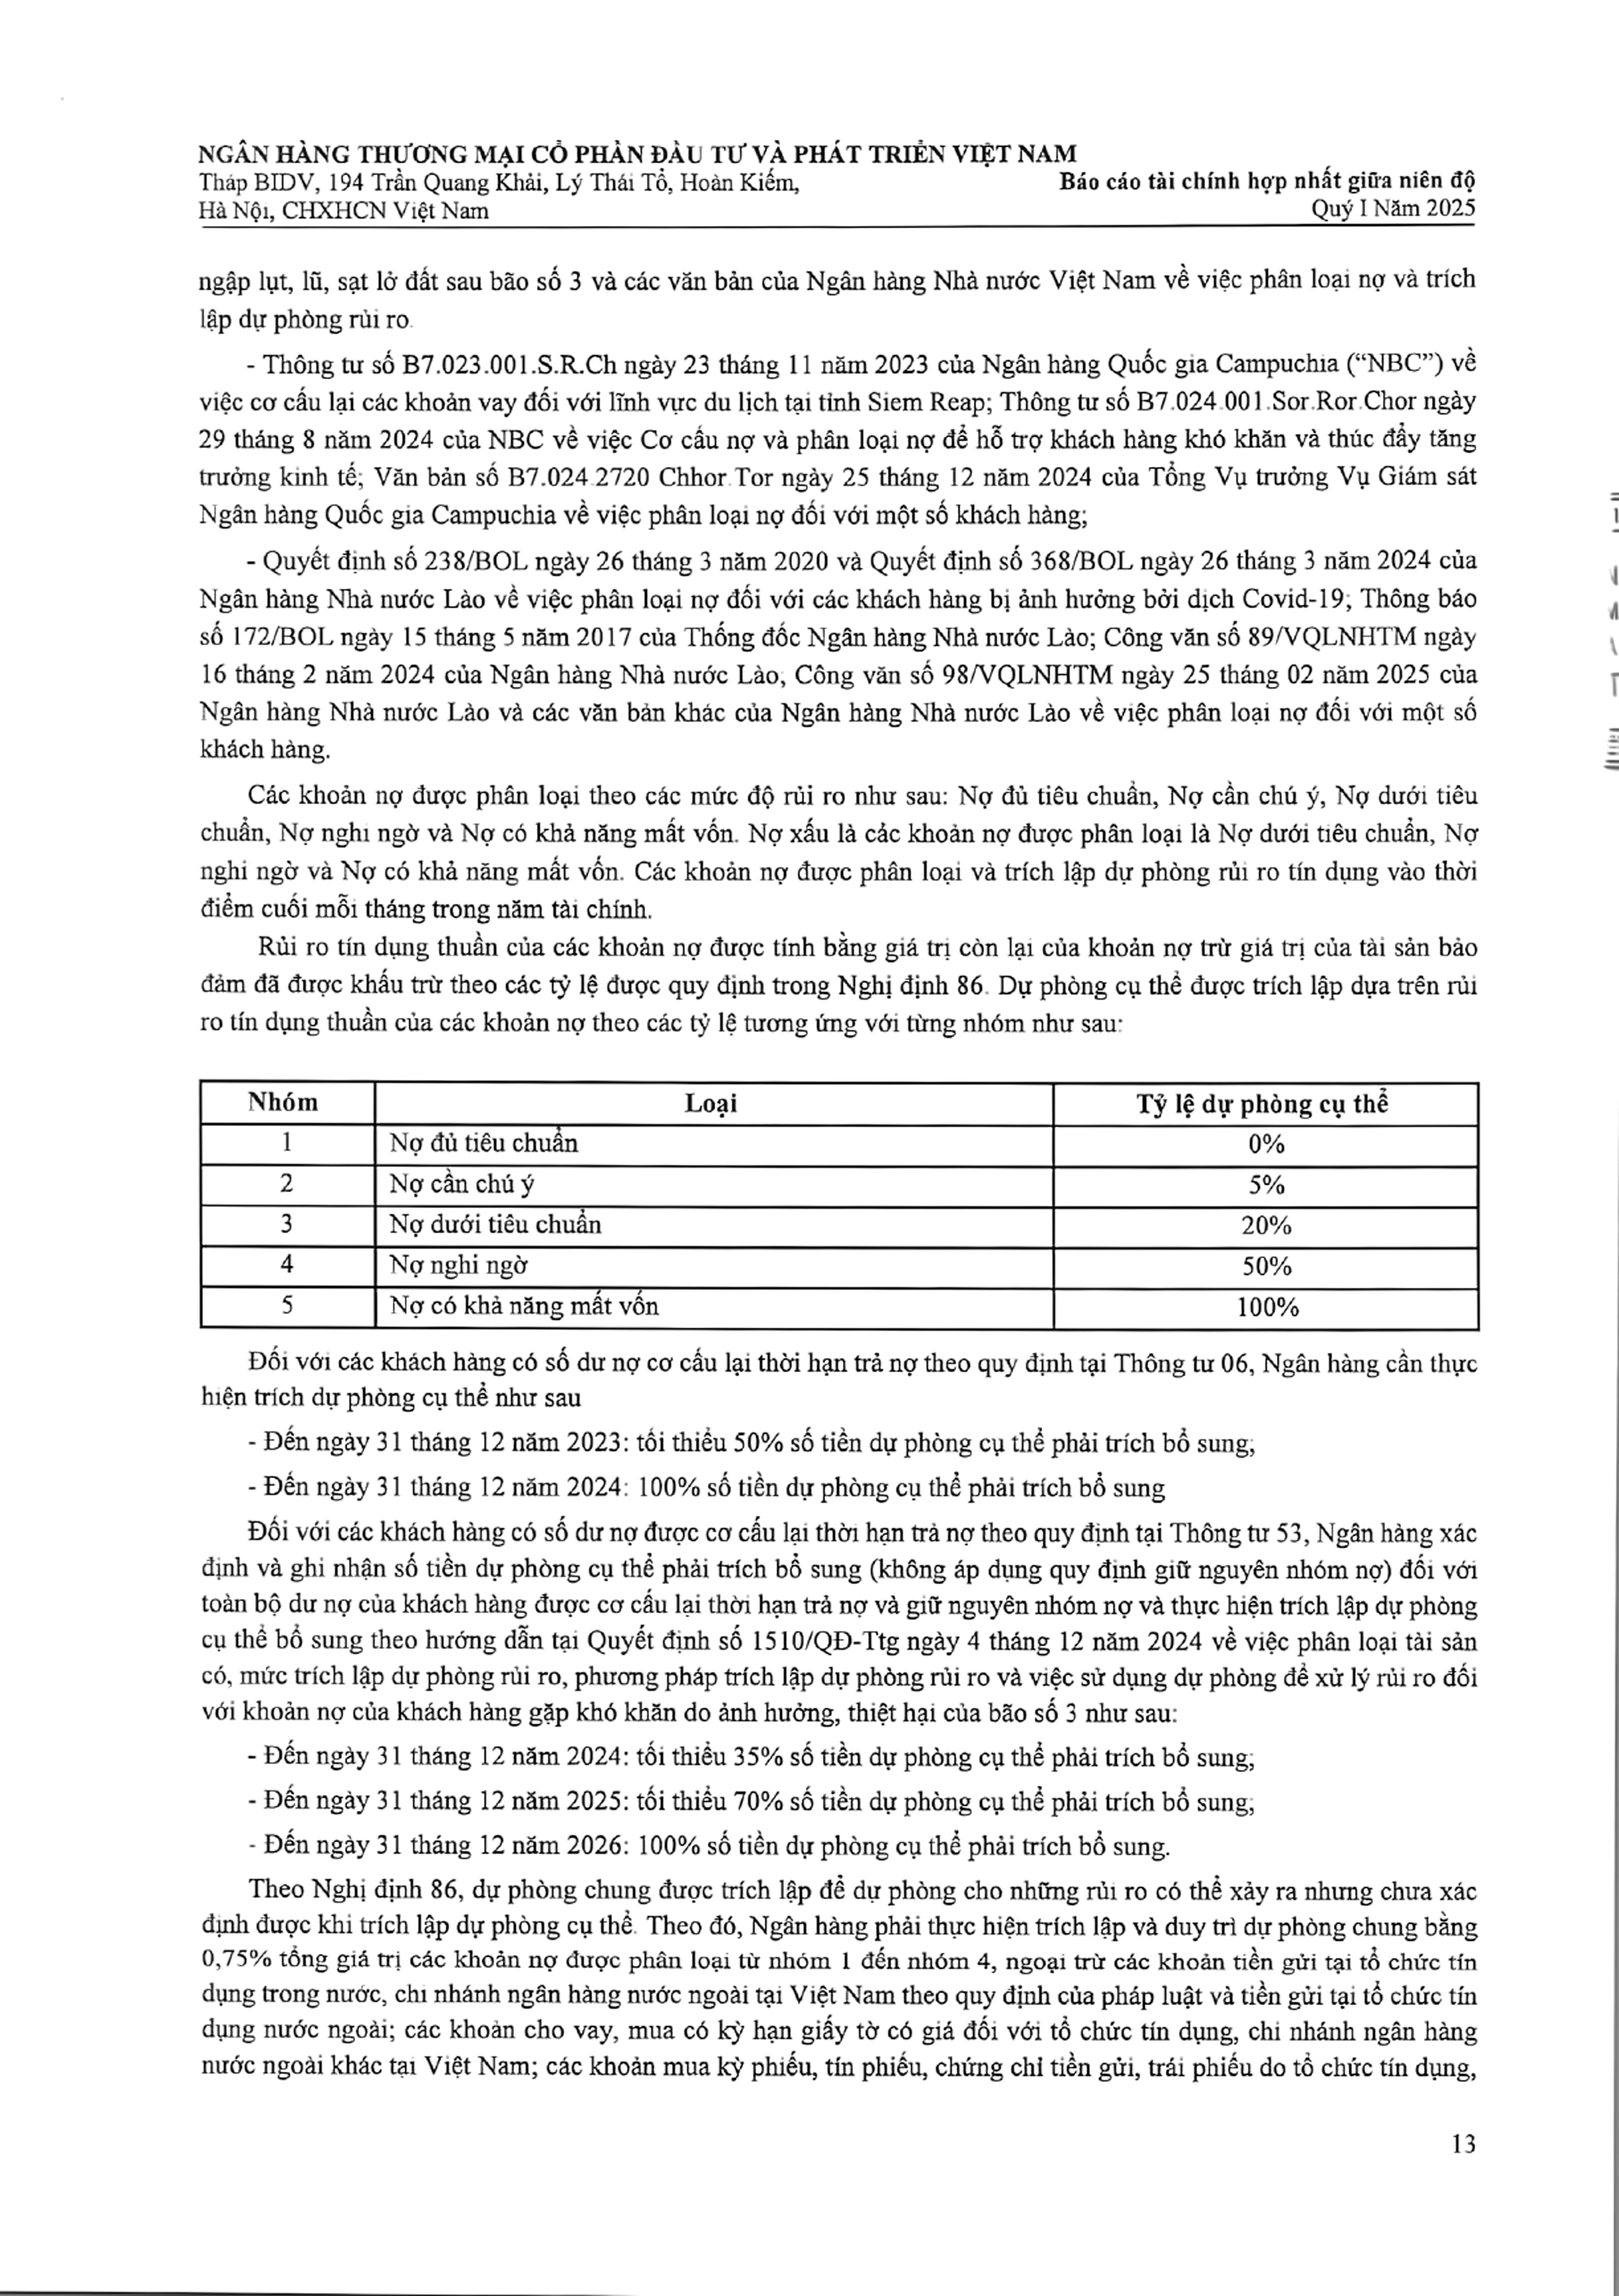 NGÂN HÀNG THƯƠNG MẠI CỔ PHẦN ĐẦU TƯ VÀ PHÁT TRIỂN VIỆT NAM
Tháp BIDV, 194 Trần Quang Khải, Lý Thái Tổ, Hoàn Kiếm,
Báo cáo tài chính hợp nhất giữa niên độ
Hà Nội, CHXHCN Việt Nam
Quý I Năm 2025
ngập lụt, lũ, sạt lở đất sau bão số 3 và các văn bản của Ngân hàng Nhà nước Việt Nam về việc phân loại nợ và trích
lập dự phòng rủi ro.
- Thông tư số B7.023.001.S.R.Ch ngày 23 tháng 11 năm 2023 của Ngân hàng Quốc gia Campuchia (“NBC”) về
việc cơ cấu lại các khoản vay đối với lĩnh vực du lịch tại tỉnh Siem Reap; Thông tư số B7.024.001.Sor.Ror.Chor ngày
29 tháng 8 năm 2024 của NBC về việc Cơ cấu nợ và phân loại nợ để hỗ trợ khách hàng khó khăn và thúc đẩy tăng
trưởng kinh tế; Văn bản số B7.024.2720 Chhor.Tor ngày 25 tháng 12 năm 2024 của Tổng Vụ trưởng Vụ Giám sát
Ngân hàng Quốc gia Campuchia về việc phân loại nợ đối với một số khách hàng;
- Quyết định số 238/BOL ngày 26 tháng 3 năm 2020 và Quyết định số 368/BOL ngày 26 tháng 3 năm 2024 của
Ngân hàng Nhà nước Lào về việc phân loại nợ đối với các khách hàng bị ảnh hưởng bởi dịch Covid-19; Thông báo
số 172/BOL ngày 15 tháng 5 năm 2017 của Thống đốc Ngân hàng Nhà nước Lào; Công văn số 89/VQLNHTM ngày
16 tháng 2 năm 2024 của Ngân hàng Nhà nước Lào, Công văn số 98/VQLNHTM ngày 25 tháng 02 năm 2025 của
Ngân hàng Nhà nước Lào và các văn bản khác của Ngân hàng Nhà nước Lào về việc phân loại nợ đối với một số
khách hàng.
Các khoản nợ được phân loại theo các mức độ rủi ro như sau: Nợ đủ tiêu chuẩn, Nợ cần chú ý, Nợ dưới tiêu
chuẩn, Nợ nghi ngờ và Nợ có khả năng mất vốn. Nợ xấu là các khoản nợ được phân loại là Nợ dưới tiêu chuẩn, Nợ
nghi ngờ và Nợ có khả năng mất vốn. Các khoản nợ được phân loại và trích lập dự phòng rủi ro tín dụng vào thời
điểm cuối mỗi tháng trong năm tài chính.
Rủi ro tín dụng thuần của các khoản nợ được tính bằng giá trị còn lại của khoản nợ trừ giá trị của tài sản bảo
đảm đã được khấu trừ theo các tỷ lệ được quy định trong Nghị định 86. Dự phòng cụ thể được trích lập dựa trên rủi
ro tín dụng thuần của các khoản nợ theo các tỷ lệ tương ứng với từng nhóm như sau:
Nhóm Loại Tỷ lệ dự phòng cụ thể
1 Nợ đủ tiêu chuẩn 0%
2 Nợ cần chú ý 5%
3 Nợ dưới tiêu chuẩn 20%
4 Nợ nghi ngờ 50%
5 Nợ có khả năng mất vốn 100%
Đối với các khách hàng có số dư nợ cơ cấu lại thời hạn trả nợ theo quy định tại Thông tư 06, Ngân hàng cần thực
hiện trích dự phòng cụ thể như sau
- Đến ngày 31 tháng 12 năm 2023: tối thiểu 50% số tiền dự phòng cụ thể phải trích bổ sung;
- Đến ngày 31 tháng 12 năm 2024: 100% số tiền dự phòng cụ thể phải trích bổ sung
Đối với các khách hàng có số dư nợ được cơ cấu lại thời hạn trả nợ theo quy định tại Thông tư 53, Ngân hàng xác
định và ghi nhận số tiền dự phòng cụ thể phải trích bổ sung (không áp dụng quy định giữ nguyên nhóm nợ) đối với
toàn bộ dư nợ của khách hàng được cơ cấu lại thời hạn trả nợ và giữ nguyên nhóm nợ và thực hiện trích lập dự phòng
cụ thể bổ sung theo hướng dẫn tại Quyết định số 1510/QĐ-Ttg ngày 4 tháng 12 năm 2024 về việc phân loại tài sản
có, mức trích lập dự phòng rủi ro, phương pháp trích lập dự phòng rủi ro và việc sử dụng dự phòng để xử lý rủi ro đối
với khoản nợ của khách hàng gặp khó khăn do ảnh hưởng, thiệt hại của bão số 3 như sau:
- Đến ngày 31 tháng 12 năm 2024: tối thiểu 35% số tiền dự phòng cụ thể phải trích bổ sung;
- Đến ngày 31 tháng 12 năm 2025: tối thiểu 70% số tiền dự phòng cụ thể phải trích bổ sung;
- Đến ngày 31 tháng 12 năm 2026: 100% số tiền dự phòng cụ thể phải trích bổ sung.
Theo Nghị định 86, dự phòng chung được trích lập để dự phòng cho những rủi ro có thể xảy ra nhưng chưa xác
định được khi trích lập dự phòng cụ thể. Theo đó, Ngân hàng phải thực hiện trích lập và duy trì dự phòng chung bằng
0,75% tổng giá trị các khoản nợ được phân loại từ nhóm 1 đến nhóm 4, ngoại trừ các khoản tiền gửi tại tổ chức tín
dụng trong nước, chi nhánh ngân hàng nước ngoài tại Việt Nam theo quy định của pháp luật và tiền gửi tại tổ chức tín
dụng nước ngoài; các khoản cho vay, mua có kỳ hạn giấy tờ có giá đối với tổ chức tín dụng, chi nhánh ngân hàng
nước ngoài khác tại Việt Nam; các khoản mua kỳ phiếu, tín phiếu, chứng chỉ tiền gửi, trái phiếu do tổ chức tín dụng,
13